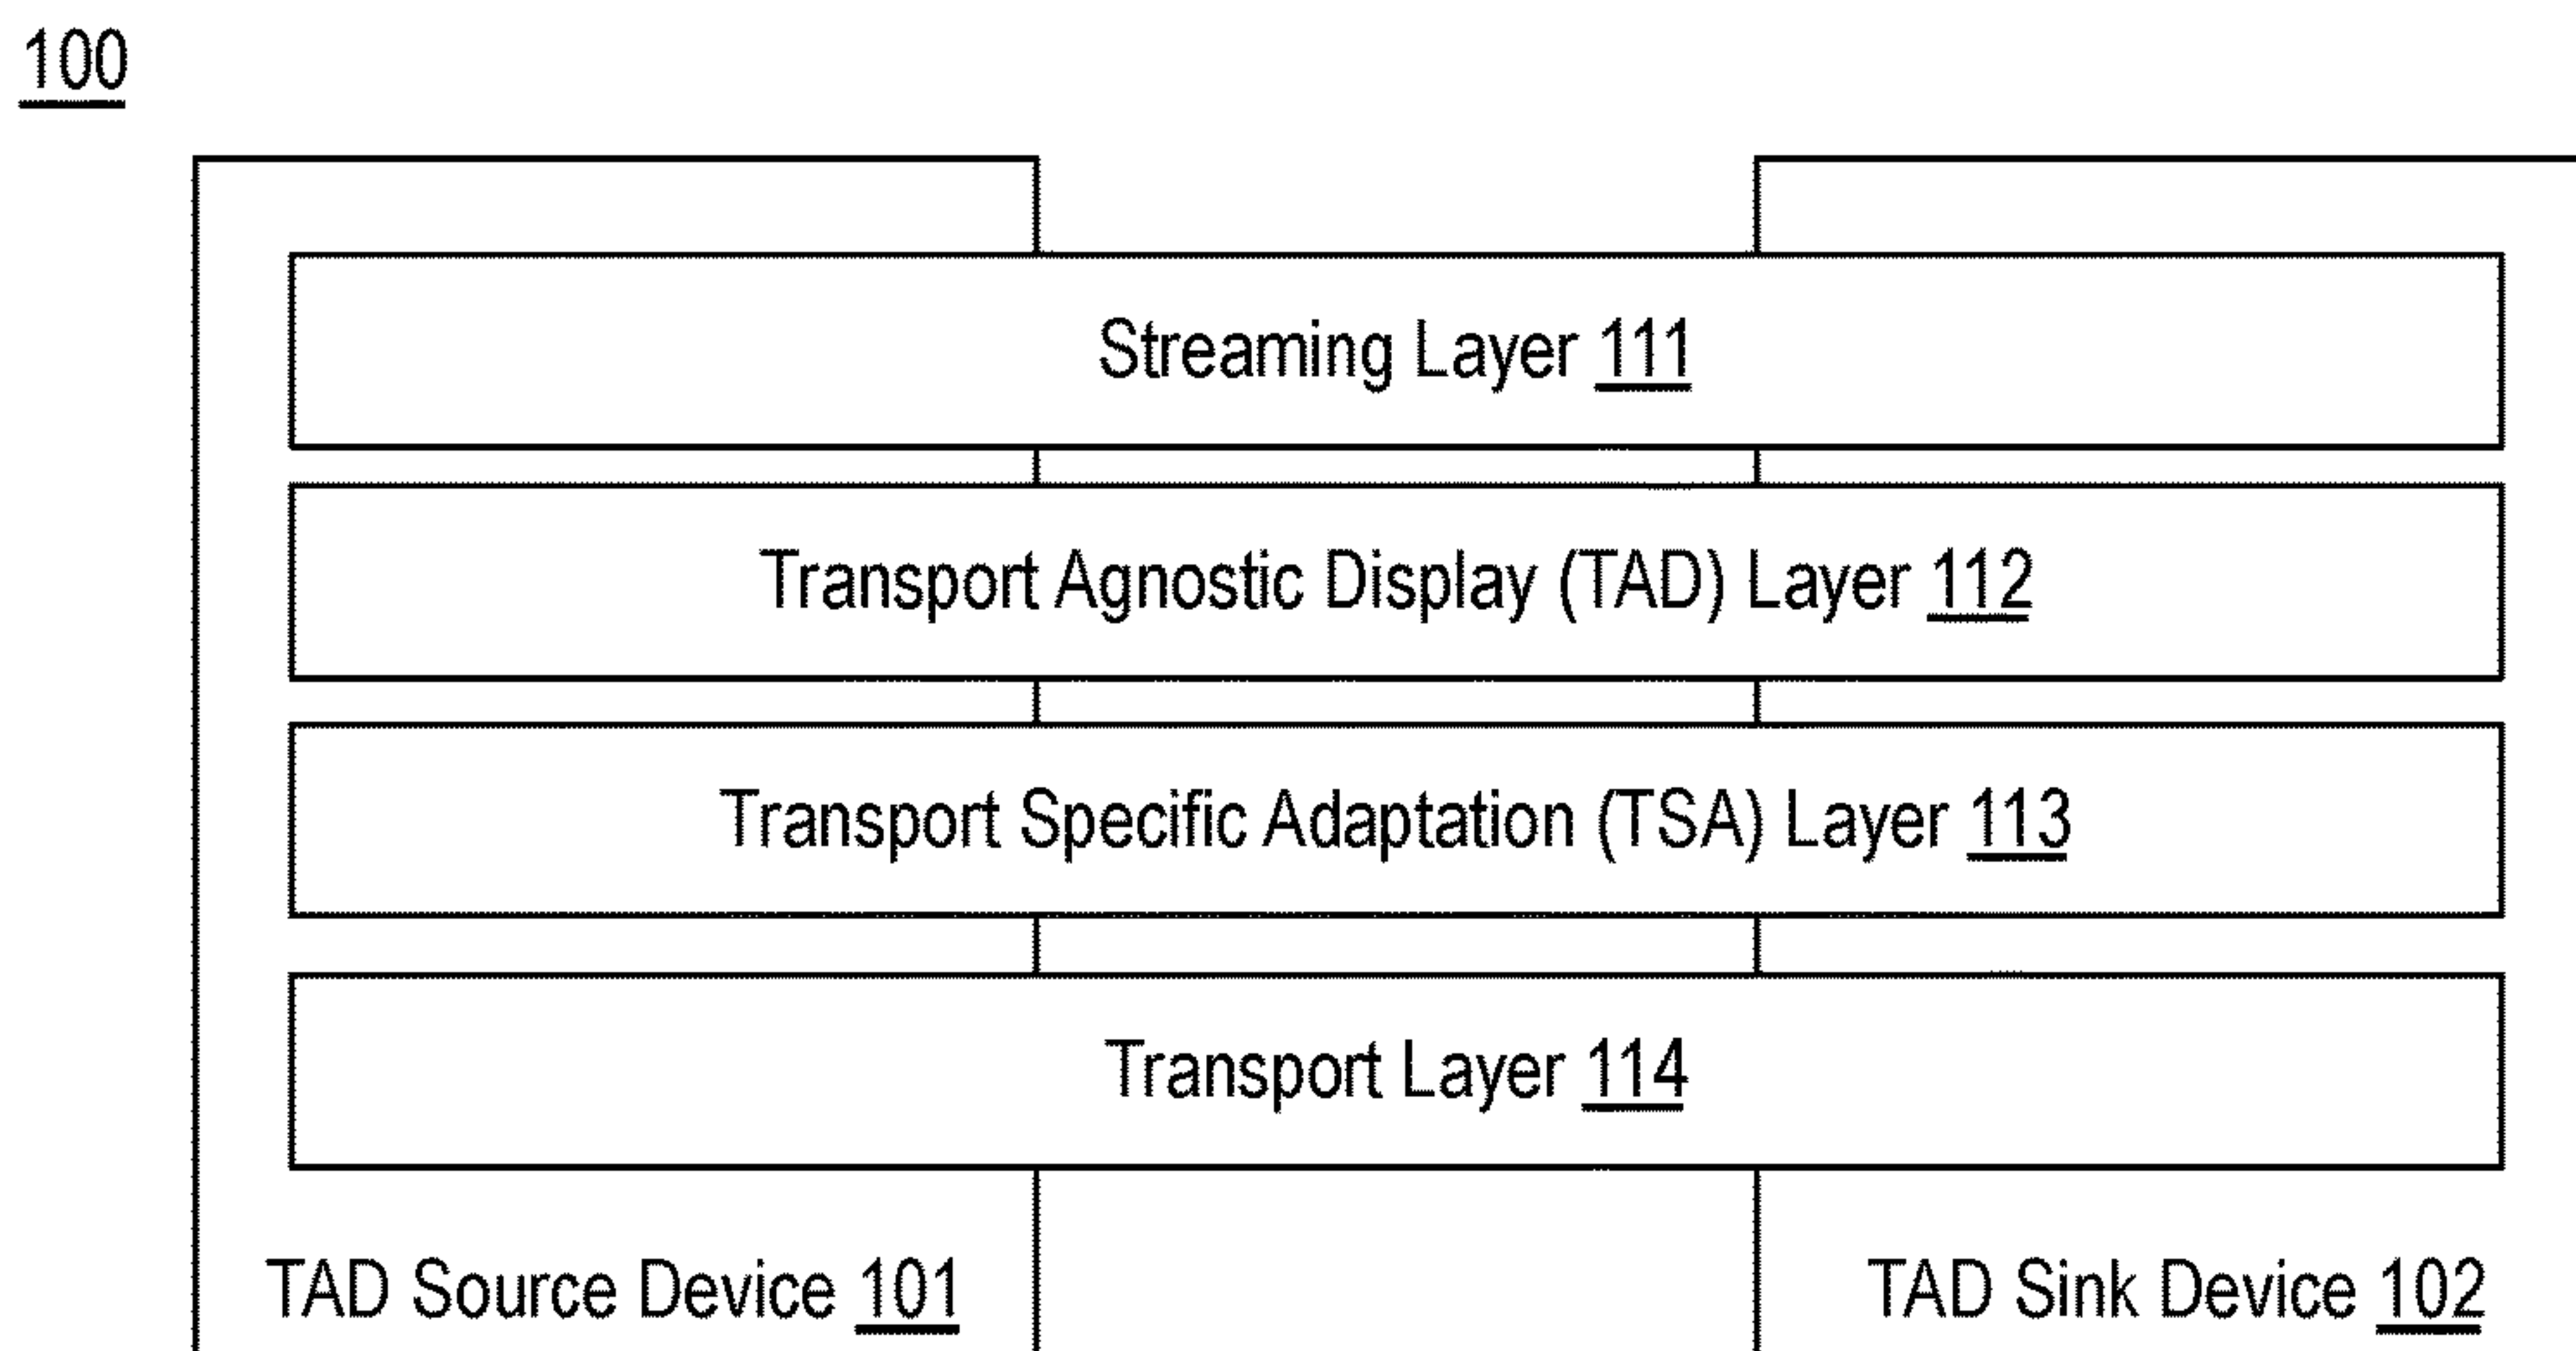 100
Streaming Layer 111
Transport Agnostic Display (TAD) Layer 112
Transport Specific Adaptation (TSA) Layer 113
Transport Layer 114
TAD Source Device 101
TAD Sink Device 102